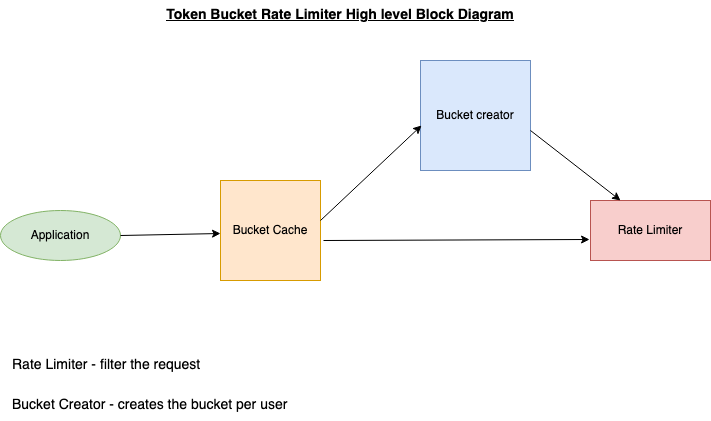 Token Bucket Rate Limiter High level Block Diagram
Bucket creator
Application
Bucket Cache
Rate Limiter
Rate Limiter - filter the request
Bucket Creator - creates the bucket per user